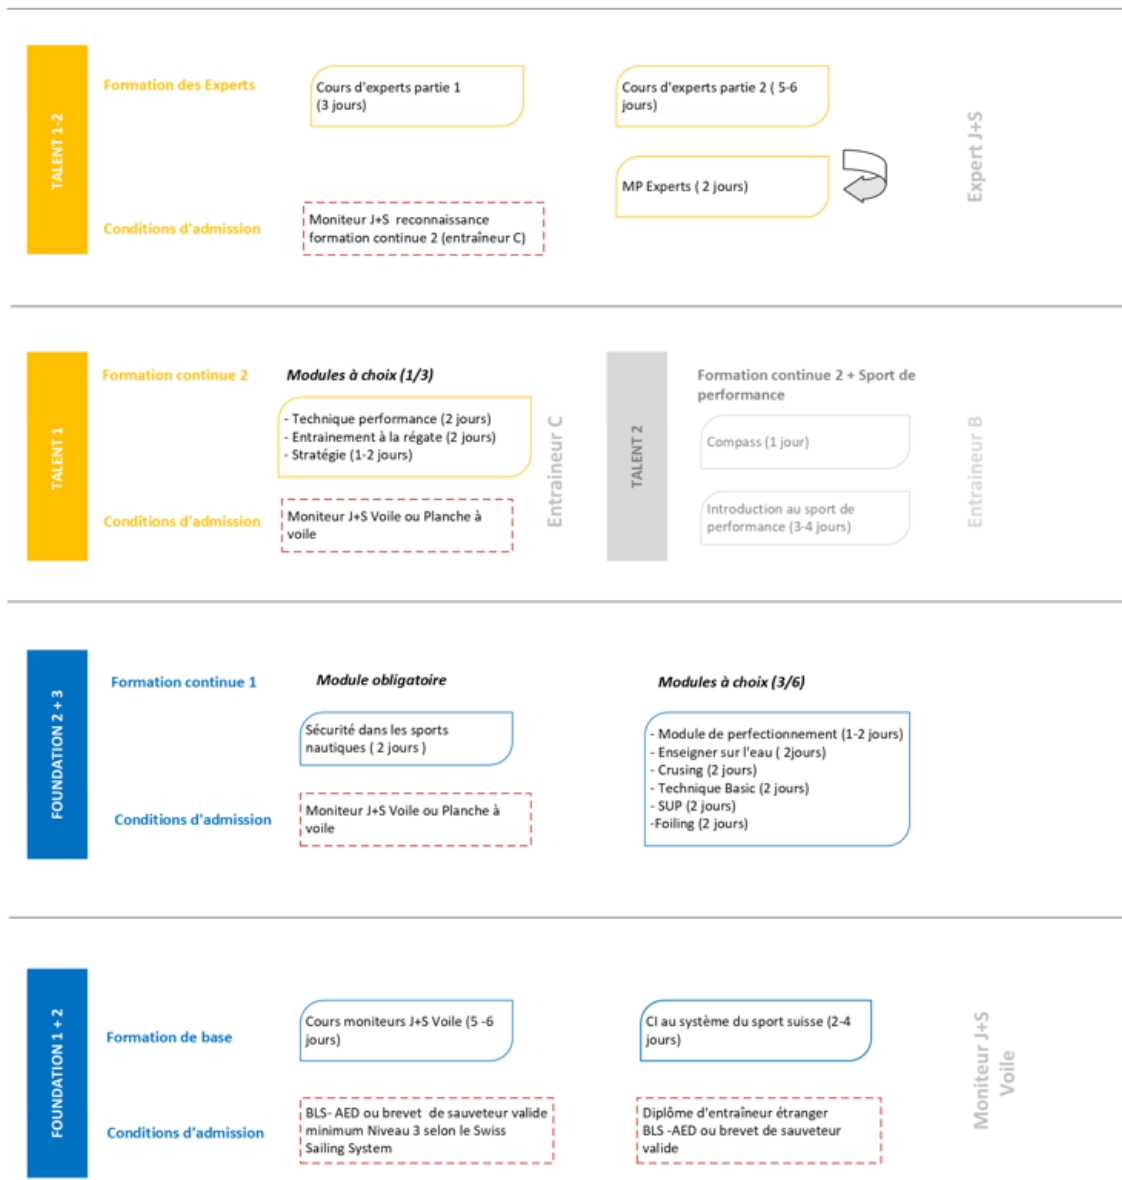 TALENT 1-2
Formation des Experts
Cours d'experts partie 1
(3 jours)
Cours d'experts partie 2 ( 5-6
jours)
MP Experts ( 2 jours)
Conditions d'admission
Moniteur J+S  reconnaissance
formation continue 2 (entraîneur C)
Expert J+S
TALENT 1
Formation continue 2
Modules à choix (1/3)
- Technique performance (2 jours)
- Entrainement à la régate (2 jours)
- Stratégie (1-2 jours)
Conditions d'admission
Moniteur J+S Voile ou Planche à
voile
Entraineur C
TALENT 2
Formation continue 2 + Sport de
performance
Compass (1 jour)
Introduction au sport de
performance (3-4 jours)
Entraineur B
FOUNDATION 2 + 3
Formation continue 1
Module obligatoire
Sécurité dans les sports
nautiques ( 2 jours )
Conditions d'admission
Moniteur J+S Voile ou Planche à
voile
Modules à choix (3/6)
- Module de perfectionnement (1-2 jours)
- Enseigner sur l'eau ( 2jours)
- Crusing (2 jours)
- Technique Basic (2 jours)
- SUP (2 jours)
-Foiling (2 jours)
FOUNDATION 1 + 2
Formation de base
Cours moniteurs J+S Voile (5 -6
jours)
CI au système du sport suisse (2-4
jours)
Conditions d'admission
BLS- AED ou brevet  de sauveteur valide
minimum Niveau 3 selon le Swiss
Sailing System
Diplôme d'entraîneur étranger
BLS -AED ou brevet de sauveteur
valide
Moniteur J+S
Voile